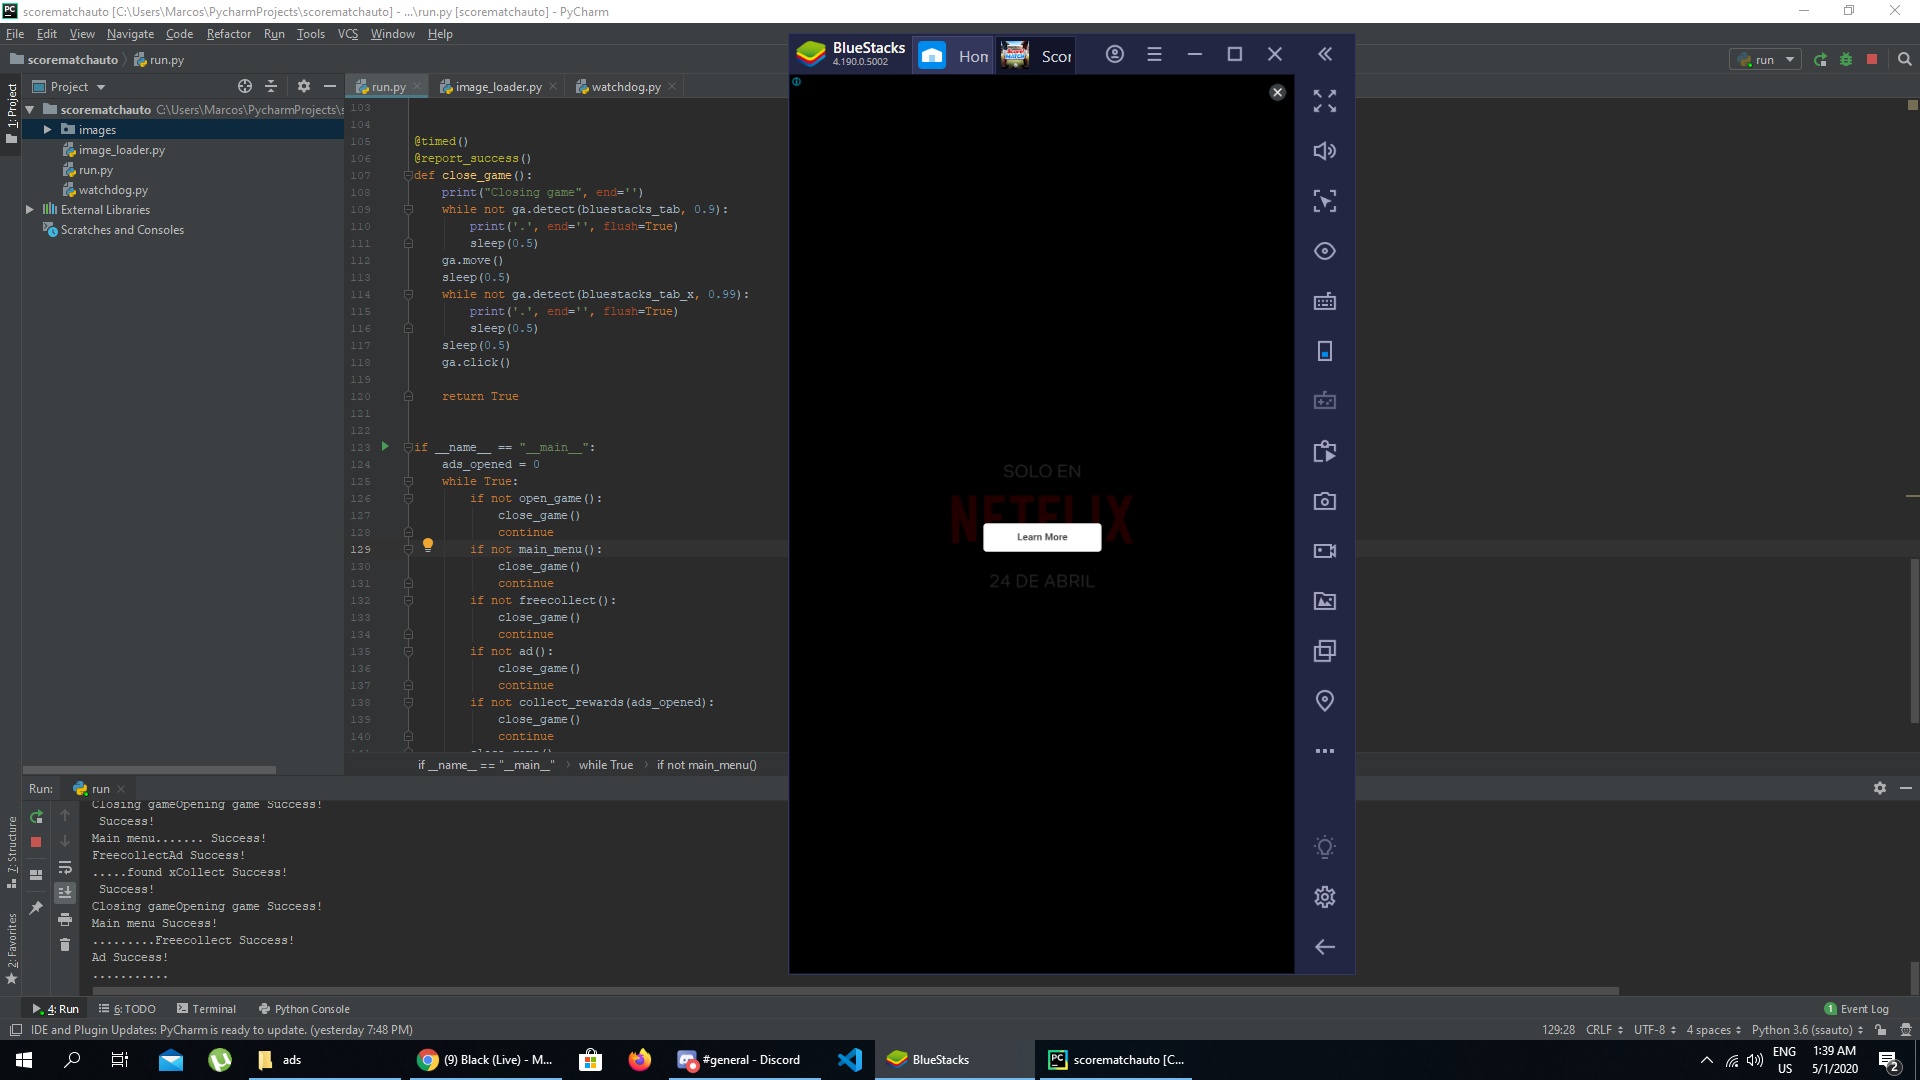 scorematchauto [C:\Users\Marcos\PycharmProjects\scorematchauto] - ...\run.py [scorematchauto] - PyCharm
File Edit View Navigate Code Refactor Run Tools VCS Window Help
scorematchauto run.py
run
Project
run.py image_loader.py watchdog.py
1: Project
scorematchauto C:\Users\Marcos\PycharmProjects\
images
image_loader.py
run.py
watchdog.py
External Libraries
Scratches and Consoles
103
104
105 @timed()
106 @report_success()
107 def close_game():
108 print("Closing game", end='')
109 while not ga.detect(bluestacks_tab, 0.9):
110 print('.', end='', flush=True)
111 sleep(0.5)
112 ga.move()
113 sleep(0.5)
114 while not ga.detect(bluestacks_tab_x, 0.99):
115 print('.', end='', flush=True)
116 sleep(0.5)
117 sleep(0.5)
118 ga.click()
119
120 return True
121
122
123 if __name__ == "__main__":
124 ads_opened = 0
125 while True:
126 if not open_game():
127 close_game()
128 continue
129 if not main_menu():
130 close_game()
131 continue
132 if not freecollect():
133 close_game()
134 continue
135 if not ad():
136 close_game()
137 continue
138 if not collect_rewards(ads_opened):
139 close_game()
140 continue
if __name__ == "__main__" › while True › if not main_menu()
BlueStacks
4.190.0.5002
Hon
Scor
SOLO EN
NETFLIX
Learn More
24 DE ABRIL
Run: run
Closing gameOpening game Success!
Success!
Main menu....... Success!
FreecollectAd Success!
.....found xCollect Success!
Success!
Closing gameOpening game Success!
Main menu Success!
.........Freecollect Success!
Ad Success!
...........
7: Structure
2: Favorites
4: Run 6: TODO Terminal Python Console
1 Event Log
IDE and Plugin Updates: PyCharm is ready to update. (yesterday 7:48 PM)
129:28 CRLF UTF-8 4 spaces Python 3.6 (ssauto)
ads
(9) Black (Live) - M...
#general - Discord
BlueStacks
scorematchauto [C...
ENG
US
1:39 AM
5/1/2020
2